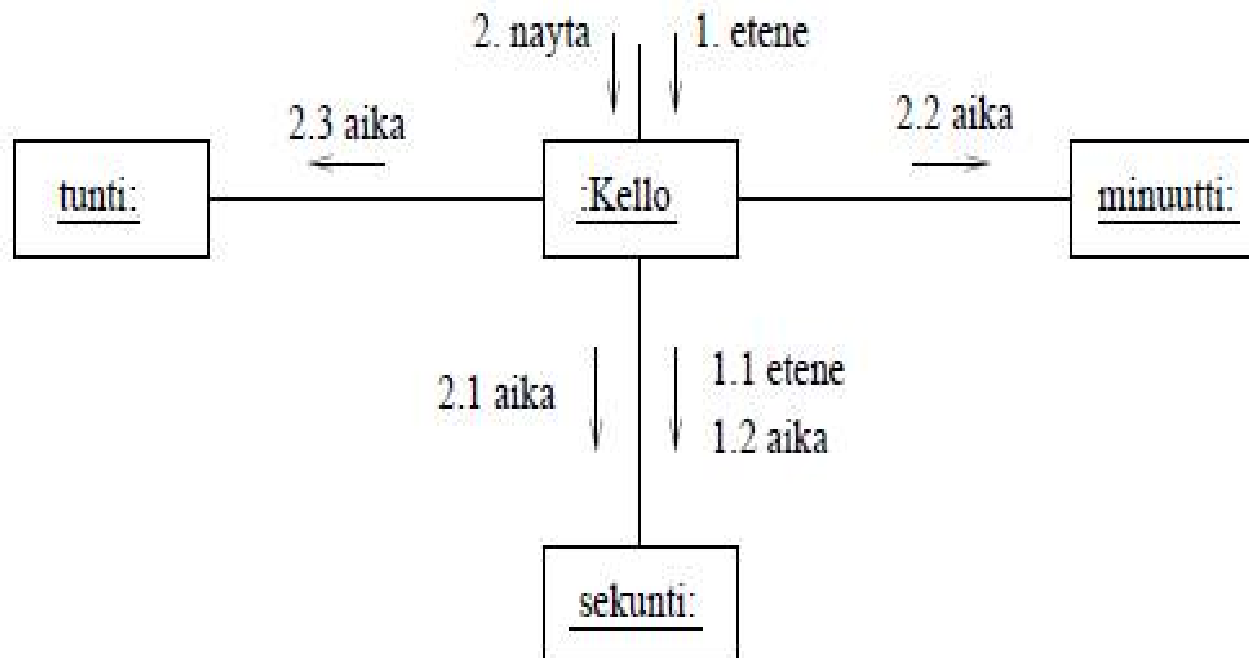 2. nayta
1. etene
2.3 aika
2.2 aika
tunti:
:Kello
minuutti:
2.1 aika
1.1 etene
1.2 aika
sekunti: